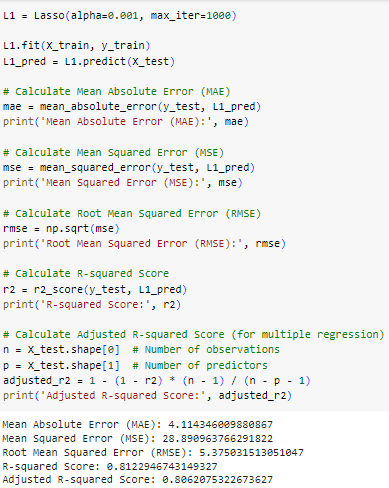 L1 = Lasso(alpha=0.001, max_iter=1000)
L1.fit(X_train, y_train)
L1_pred = L1.predict(X_test)
# Calculate Mean Absolute Error (MAE)
mae = mean_absolute_error(y_test, L1_pred)
print('Mean Absolute Error (MAE):', mae)
# Calculate Mean Squared Error (MSE)
mse = mean_squared_error(y_test, L1_pred)
print('Mean Squared Error (MSE):', mse)
# Calculate Root Mean Squared Error (RMSE)
rmse = np.sqrt(mse)
print('Root Mean Squared Error (RMSE):', rmse)
# Calculate R-squared Score
r2 = r2_score(y_test, L1_pred)
print('R-squared Score:', r2)
# Calculate Adjusted R-squared Score (for multiple regression)
n = X_test.shape[0]  # Number of observations
p = X_test.shape[1]  # Number of predictors
adjusted_r2 = 1 - (1 - r2) * (n - 1) / (n - p - 1)
print('Adjusted R-squared Score:', adjusted_r2)
Mean Absolute Error (MAE): 4.114346009880867
Mean Squared Error (MSE): 28.890963766291822
Root Mean Squared Error (RMSE): 5.375031513051047
R-squared Score: 0.8122946743149327
Adjusted R-squared Score: 0.8062075322673627